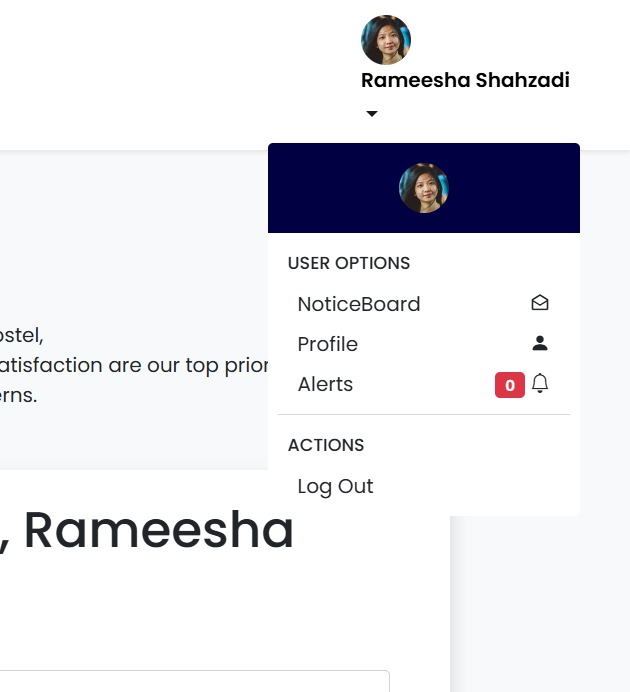 Rameesha Shahzadi
USER OPTIONS
NoticeBoard
Profile
Alerts 0
ACTIONS
Log Out
ostel,
atisfaction are our top prior
erns.
, Rameesha